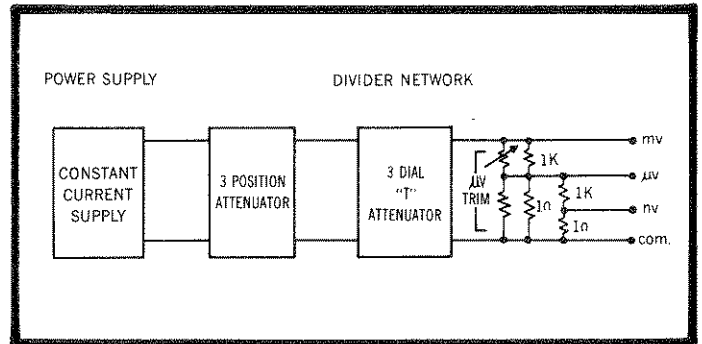 POWER SUPPLY
DIVIDER NETWORK
CONSTANT
CURRENT
SUPPLY
3 POSITION
ATTENUATOR
3 DIAL
"T"
ATTENUATOR
μV
TRIM
1K
1Ω
1K
1Ω
mv
μv
nv
com.